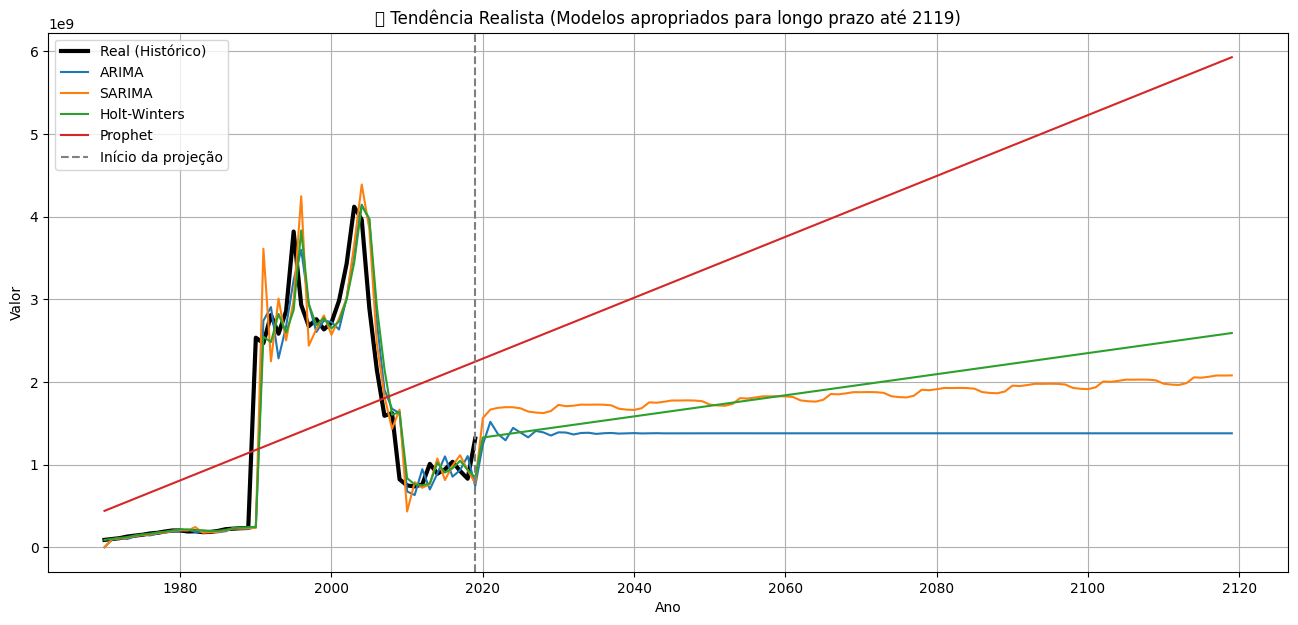 ▯ Tendência Realista (Modelos apropriados para longo prazo até 2119)
1e9
Real (Histórico)
ARIMA
SARIMA
Holt-Winters
Prophet
Início da projeção
6
5
4
3
2
1
0
Valor
1980
2000
2020
2040
2060
2080
2100
2120
Ano